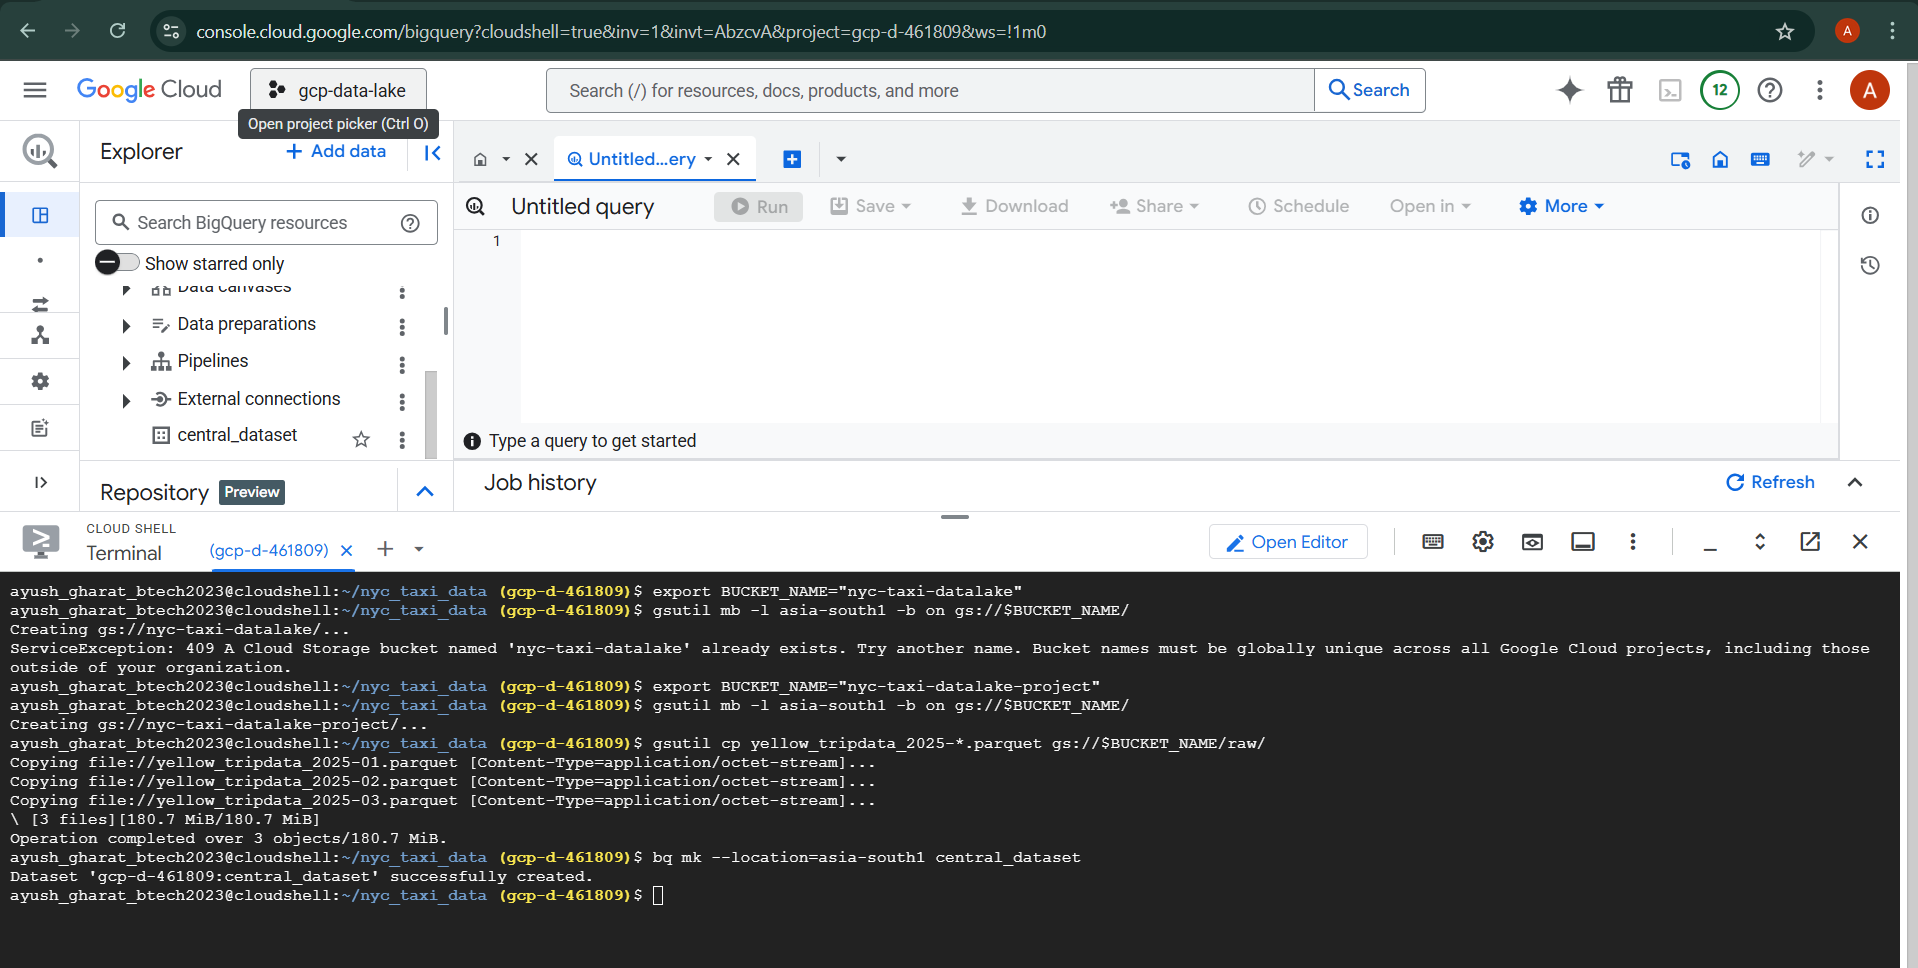 console.cloud.google.com/bigquery?cloudshell=true&inv=1&invt=AbzcvA&project=gcp-d-461809&ws=!1m0
A
Google Cloud
gcp-data-lake
Search (/) for resources, docs, products, and more
Search
12
A
Open project picker (Ctrl O)
Explorer
+ Add data
Untitled...ery
Untitled query
Run
Save
Download
Share
Schedule
Open in
More
Search BigQuery resources
1
Show starred only
Data canvases
Data preparations
Pipelines
External connections
central_dataset
Type a query to get started
Repository
Preview
Job history
Refresh
CLOUD SHELL
Terminal
(gcp-d-461809)
Open Editor
ayush_gharat_btech2023@cloudshell:~/nyc_taxi_data (gcp-d-461809)$ export BUCKET_NAME="nyc-taxi-datalake"
ayush_gharat_btech2023@cloudshell:~/nyc_taxi_data (gcp-d-461809)$ gsutil mb -l asia-south1 -b on gs://$BUCKET_NAME/
Creating gs://nyc-taxi-datalake/...
ServiceException: 409 A Cloud Storage bucket named 'nyc-taxi-datalake' already exists. Try another name. Bucket names must be globally unique across all Google Cloud projects, including those
outside of your organization.
ayush_gharat_btech2023@cloudshell:~/nyc_taxi_data (gcp-d-461809)$ export BUCKET_NAME="nyc-taxi-datalake-project"
ayush_gharat_btech2023@cloudshell:~/nyc_taxi_data (gcp-d-461809)$ gsutil mb -l asia-south1 -b on gs://$BUCKET_NAME/
Creating gs://nyc-taxi-datalake-project/...
ayush_gharat_btech2023@cloudshell:~/nyc_taxi_data (gcp-d-461809)$ gsutil cp yellow_tripdata_2025-*.parquet gs://$BUCKET_NAME/raw/
Copying file://yellow_tripdata_2025-01.parquet [Content-Type=application/octet-stream]...
Copying file://yellow_tripdata_2025-02.parquet [Content-Type=application/octet-stream]...
Copying file://yellow_tripdata_2025-03.parquet [Content-Type=application/octet-stream]...
\ [3 files][180.7 MiB/180.7 MiB]
Operation completed over 3 objects/180.7 MiB.
ayush_gharat_btech2023@cloudshell:~/nyc_taxi_data (gcp-d-461809)$ bq mk --location=asia-south1 central_dataset
Dataset 'gcp-d-461809:central_dataset' successfully created.
ayush_gharat_btech2023@cloudshell:~/nyc_taxi_data (gcp-d-461809)$